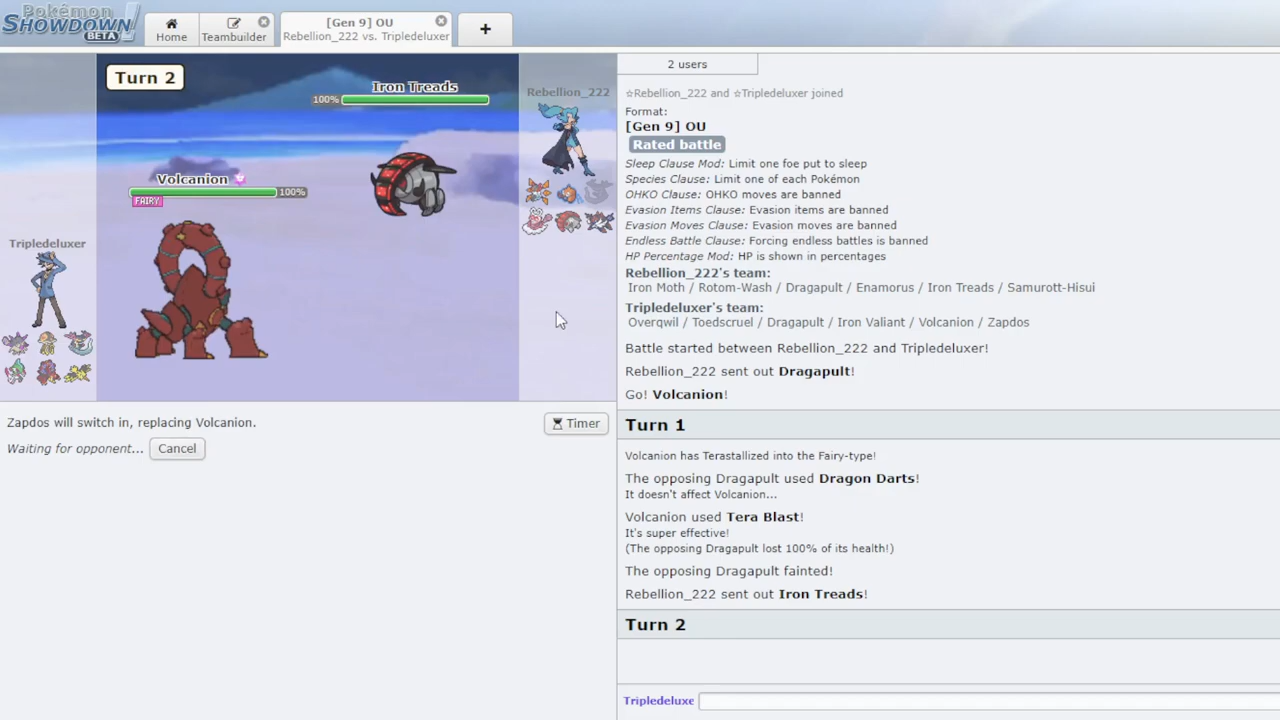 Pokémon
SHOWDOWN!
BETA
Home
Teambuilder
[Gen 9] OU
Rebellion_222 vs. Tripledeluxer
+
Turn 2
Iron Treads
100%
Rebellion_222
Volcanion
100%
FAIRY
Tripledeluxer
Zapdos will switch in, replacing Volcanion.
Timer
Waiting for opponent...
Cancel
2 users
☆Rebellion_222 and ☆Tripledeluxer joined
Format:
[Gen 9] OU
Rated battle
Sleep Clause Mod: Limit one foe put to sleep
Species Clause: Limit one of each Pokémon
OHKO Clause: OHKO moves are banned
Evasion Items Clause: Evasion items are banned
Evasion Moves Clause: Evasion moves are banned
Endless Battle Clause: Forcing endless battles is banned
HP Percentage Mod: HP is shown in percentages
Rebellion_222's team:
Iron Moth / Rotom-Wash / Dragapult / Enamorus / Iron Treads / Samurott-Hisui
Tripledeluxer's team:
Overqwil / Toedscruel / Dragapult / Iron Valiant / Volcanion / Zapdos
Battle started between Rebellion_222 and Tripledeluxer!
Rebellion_222 sent out Dragapult!
Go! Volcanion!
Turn 1
Volcanion has Terastallized into the Fairy-type!
The opposing Dragapult used Dragon Darts!
It doesn't affect Volcanion...
Volcanion used Tera Blast!
It's super effective!
(The opposing Dragapult lost 100% of its health!)
The opposing Dragapult fainted!
Rebellion_222 sent out Iron Treads!
Turn 2
Tripledeluxe